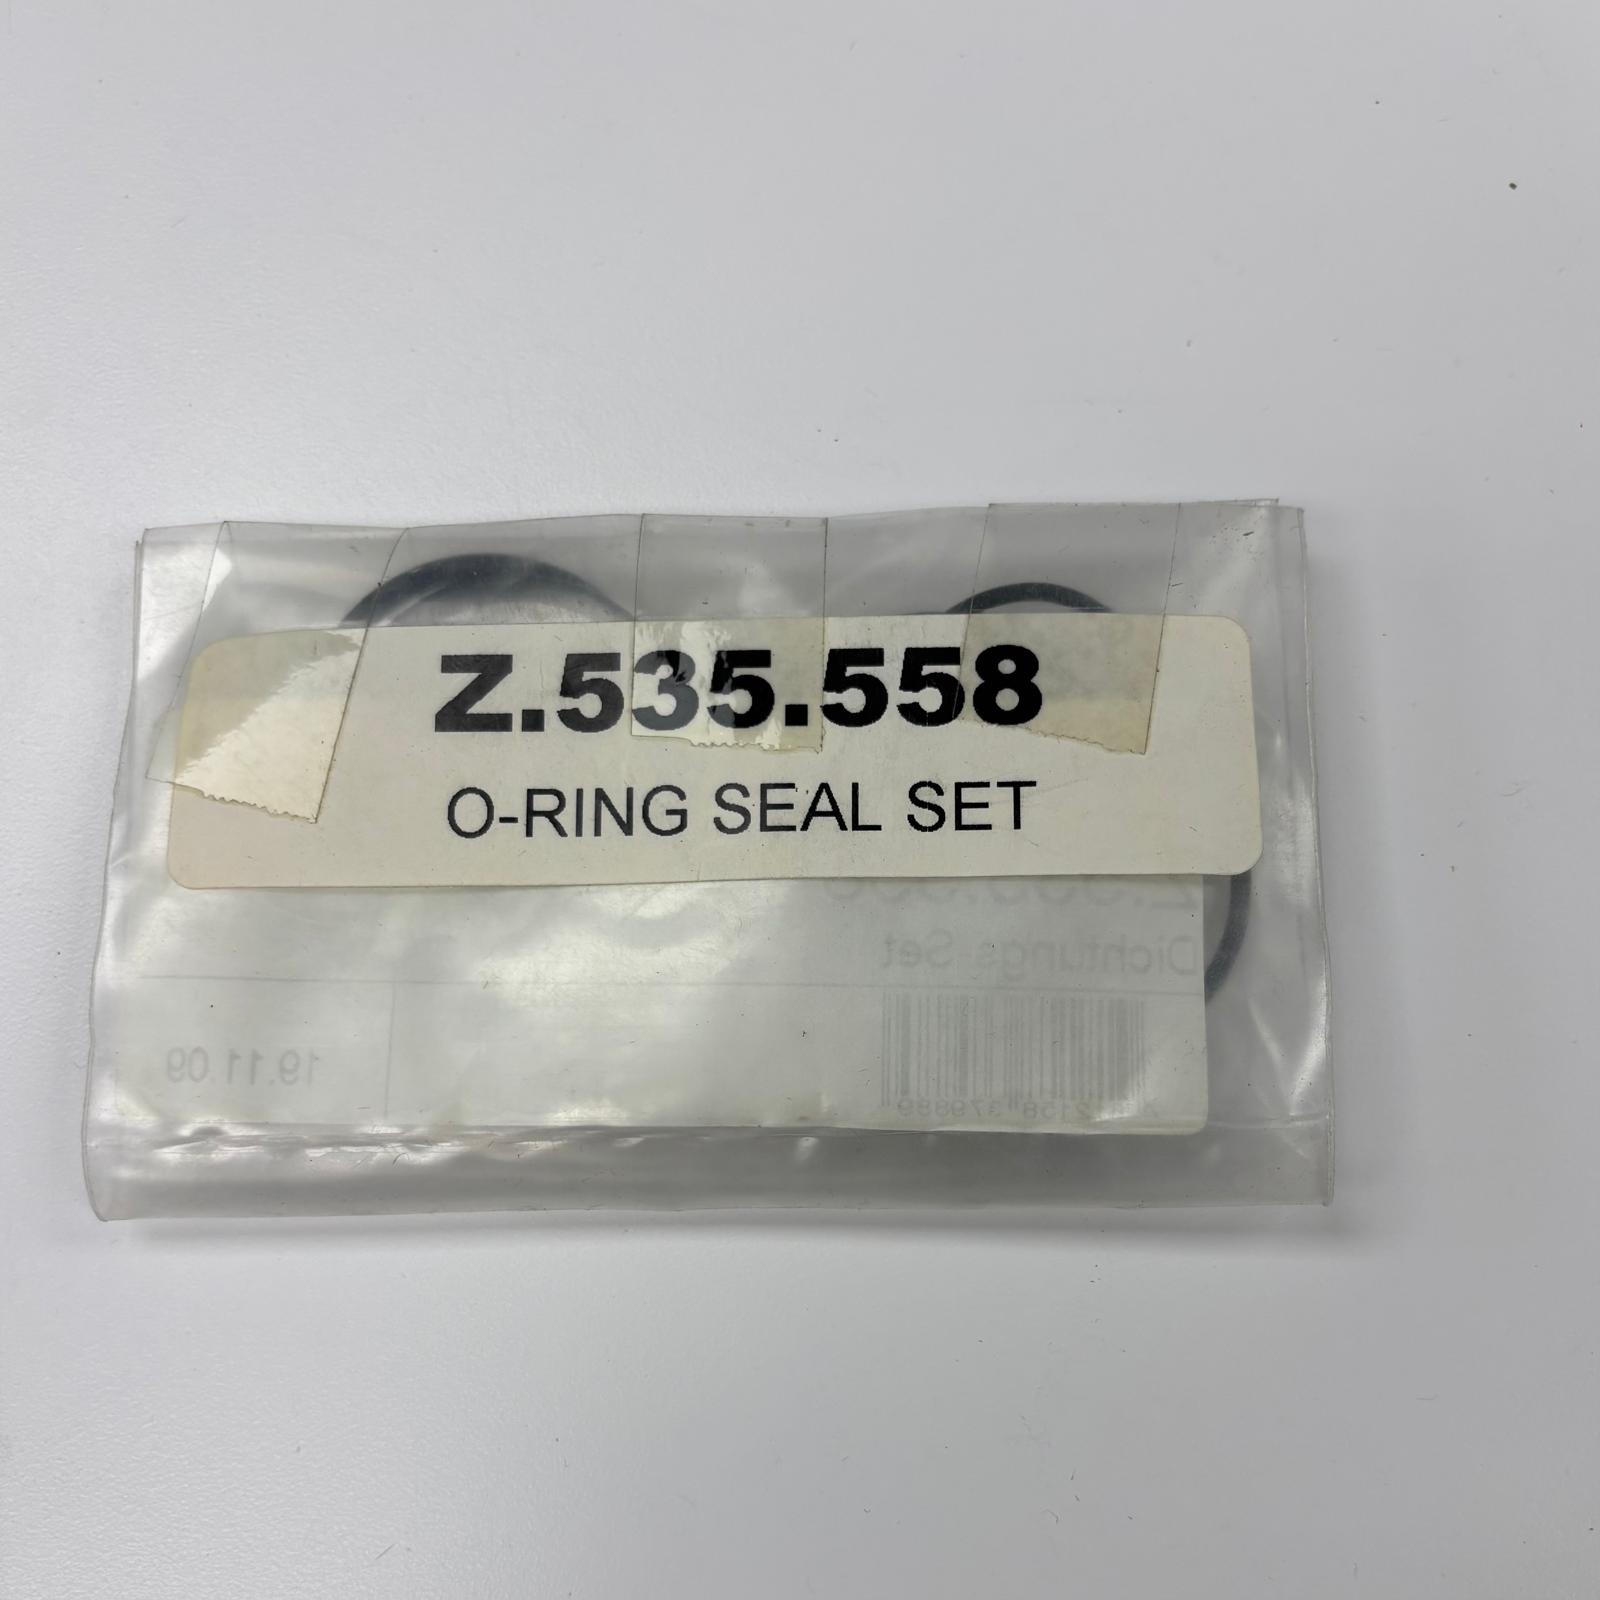 Z.535.558
O-RING SEAL SET
Dichtungs-Set
19.11.09